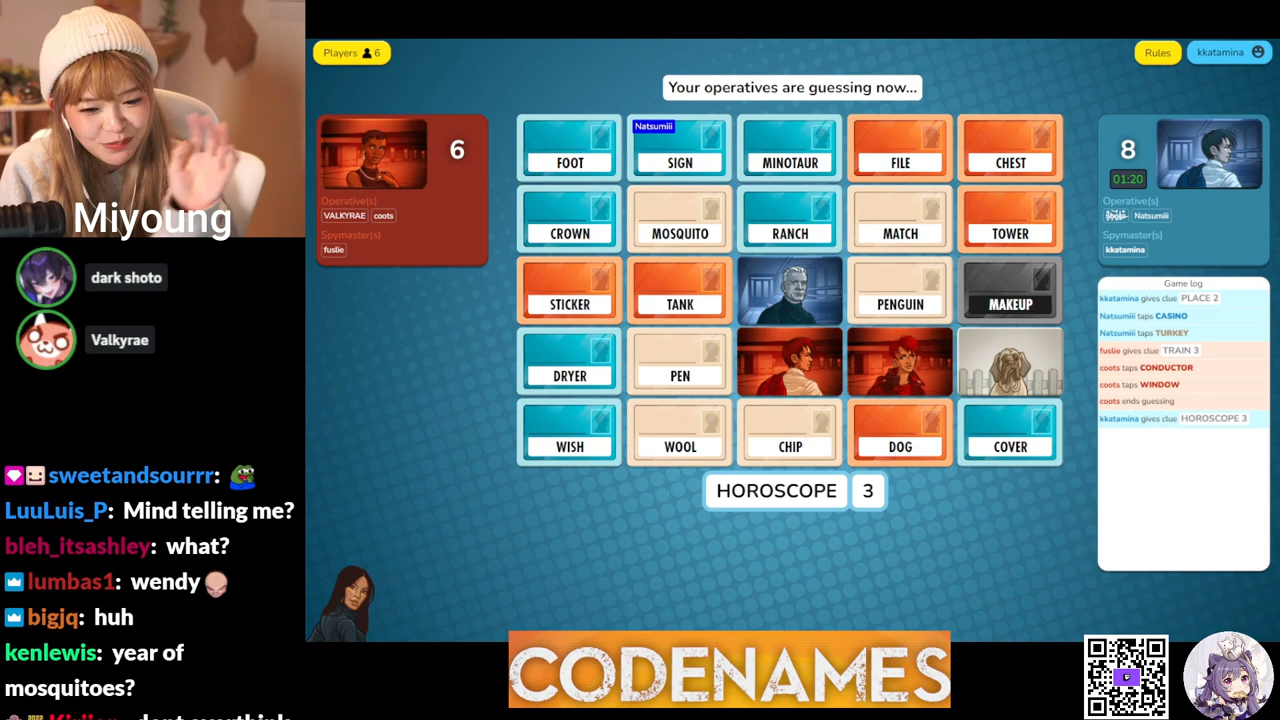 Miyoung
dark shoto
Valkyrae
sweetandsourrr:
LuuLuis_P: Mind telling me?
bleh_itsashley: what?
lumbas1: wendy
bigjq: huh
kenlewis: year of
mosquitoes?
Players 6
Rules
kkatamina
Your operatives are guessing now...
6
Operative(s)
VALKYRAE coots
Spymaster(s)
fuslie
Natsumiii
FOOT SIGN MINOTAUR FILE CHEST
CROWN MOSQUITO RANCH MATCH TOWER
STICKER TANK PENGUIN MAKEUP
DRYER PEN
WISH WOOL CHIP DOG COVER
HOROSCOPE 3
8
01:20
Operative(s)
Natsumiii
Spymaster(s)
kkatamina
Game log
kkatamina gives clue PLACE 2
Natsumiii taps CASINO
Natsumiii taps TURKEY
fuslie gives clue TRAIN 3
coots taps CONDUCTOR
coots taps WINDOW
coots ends guessing
kkatamina gives clue HOROSCOPE 3
CODENAMES